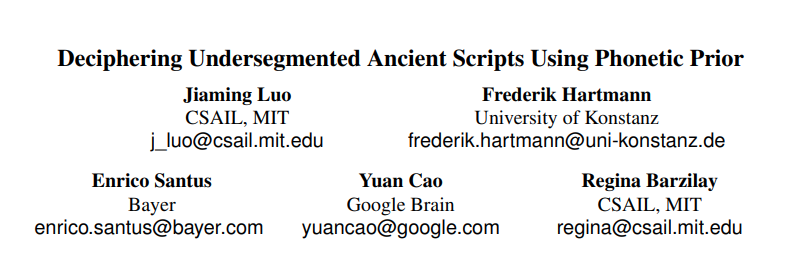 Deciphering Undersegmented Ancient Scripts Using Phonetic Prior
Jiaming Luo
CSAIL, MIT
j_luo@csail.mit.edu
Frederik Hartmann
University of Konstanz
frederik.hartmann@uni-konstanz.de
Enrico Santus
Bayer
enrico.santus@bayer.com
Yuan Cao
Google Brain
yuancao@google.com
Regina Barzilay
CSAIL, MIT
regina@csail.mit.edu